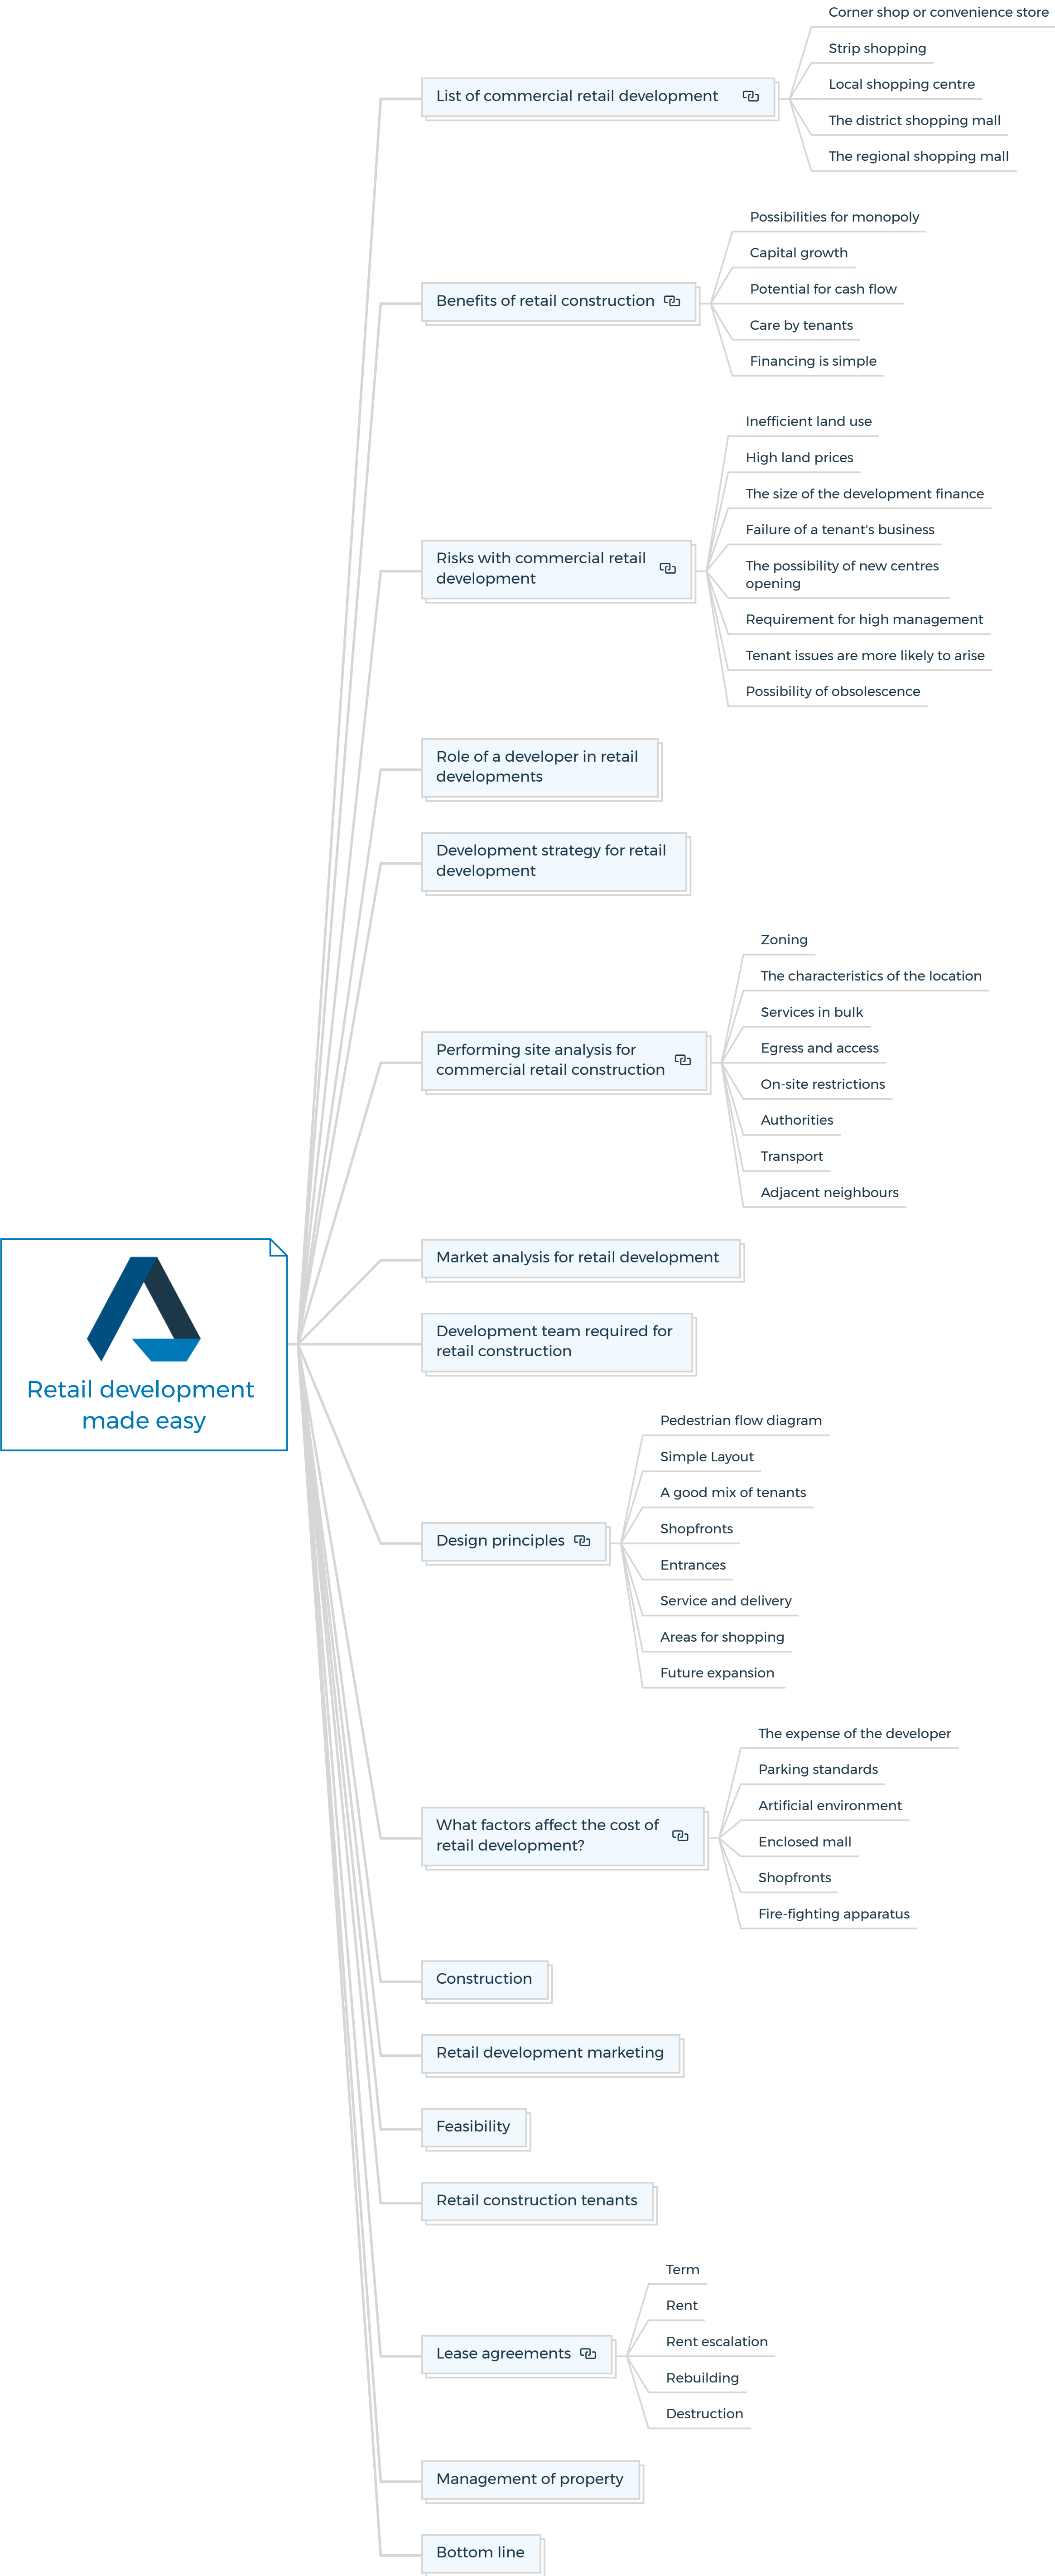 Corner shop or convenience store
Strip shopping
List of commercial retail development
Local shopping centre
The district shopping mall
The regional shopping mall
Possibilities for monopoly
Capital growth
Benefits of retail construction
Potential for cash flow
Care by tenants
Financing is simple
Inefficient land use
High land prices
The size of the development finance
Failure of a tenant's business
Risks with commercial retail
development
The possibility of new centres
opening
Requirement for high management
Tenant issues are more likely to arise
Possibility of obsolescence
Role of a developer in retail
developments
Development strategy for retail
development
Zoning
The characteristics of the location
Services in bulk
Performing site analysis for
commercial retail construction
Egress and access
On-site restrictions
Authorities
Transport
Adjacent neighbours
Market analysis for retail development
Development team required for
retail construction
Retail development
made easy
Pedestrian flow diagram
Simple Layout
A good mix of tenants
Design principles
Shopfronts
Entrances
Service and delivery
Areas for shopping
Future expansion
The expense of the developer
Parking standards
Artificial environment
What factors affect the cost of
retail development?
Enclosed mall
Shopfronts
Fire-fighting apparatus
Construction
Retail development marketing
Feasibility
Retail construction tenants
Term
Rent
Lease agreements
Rent escalation
Rebuilding
Destruction
Management of property
Bottom line